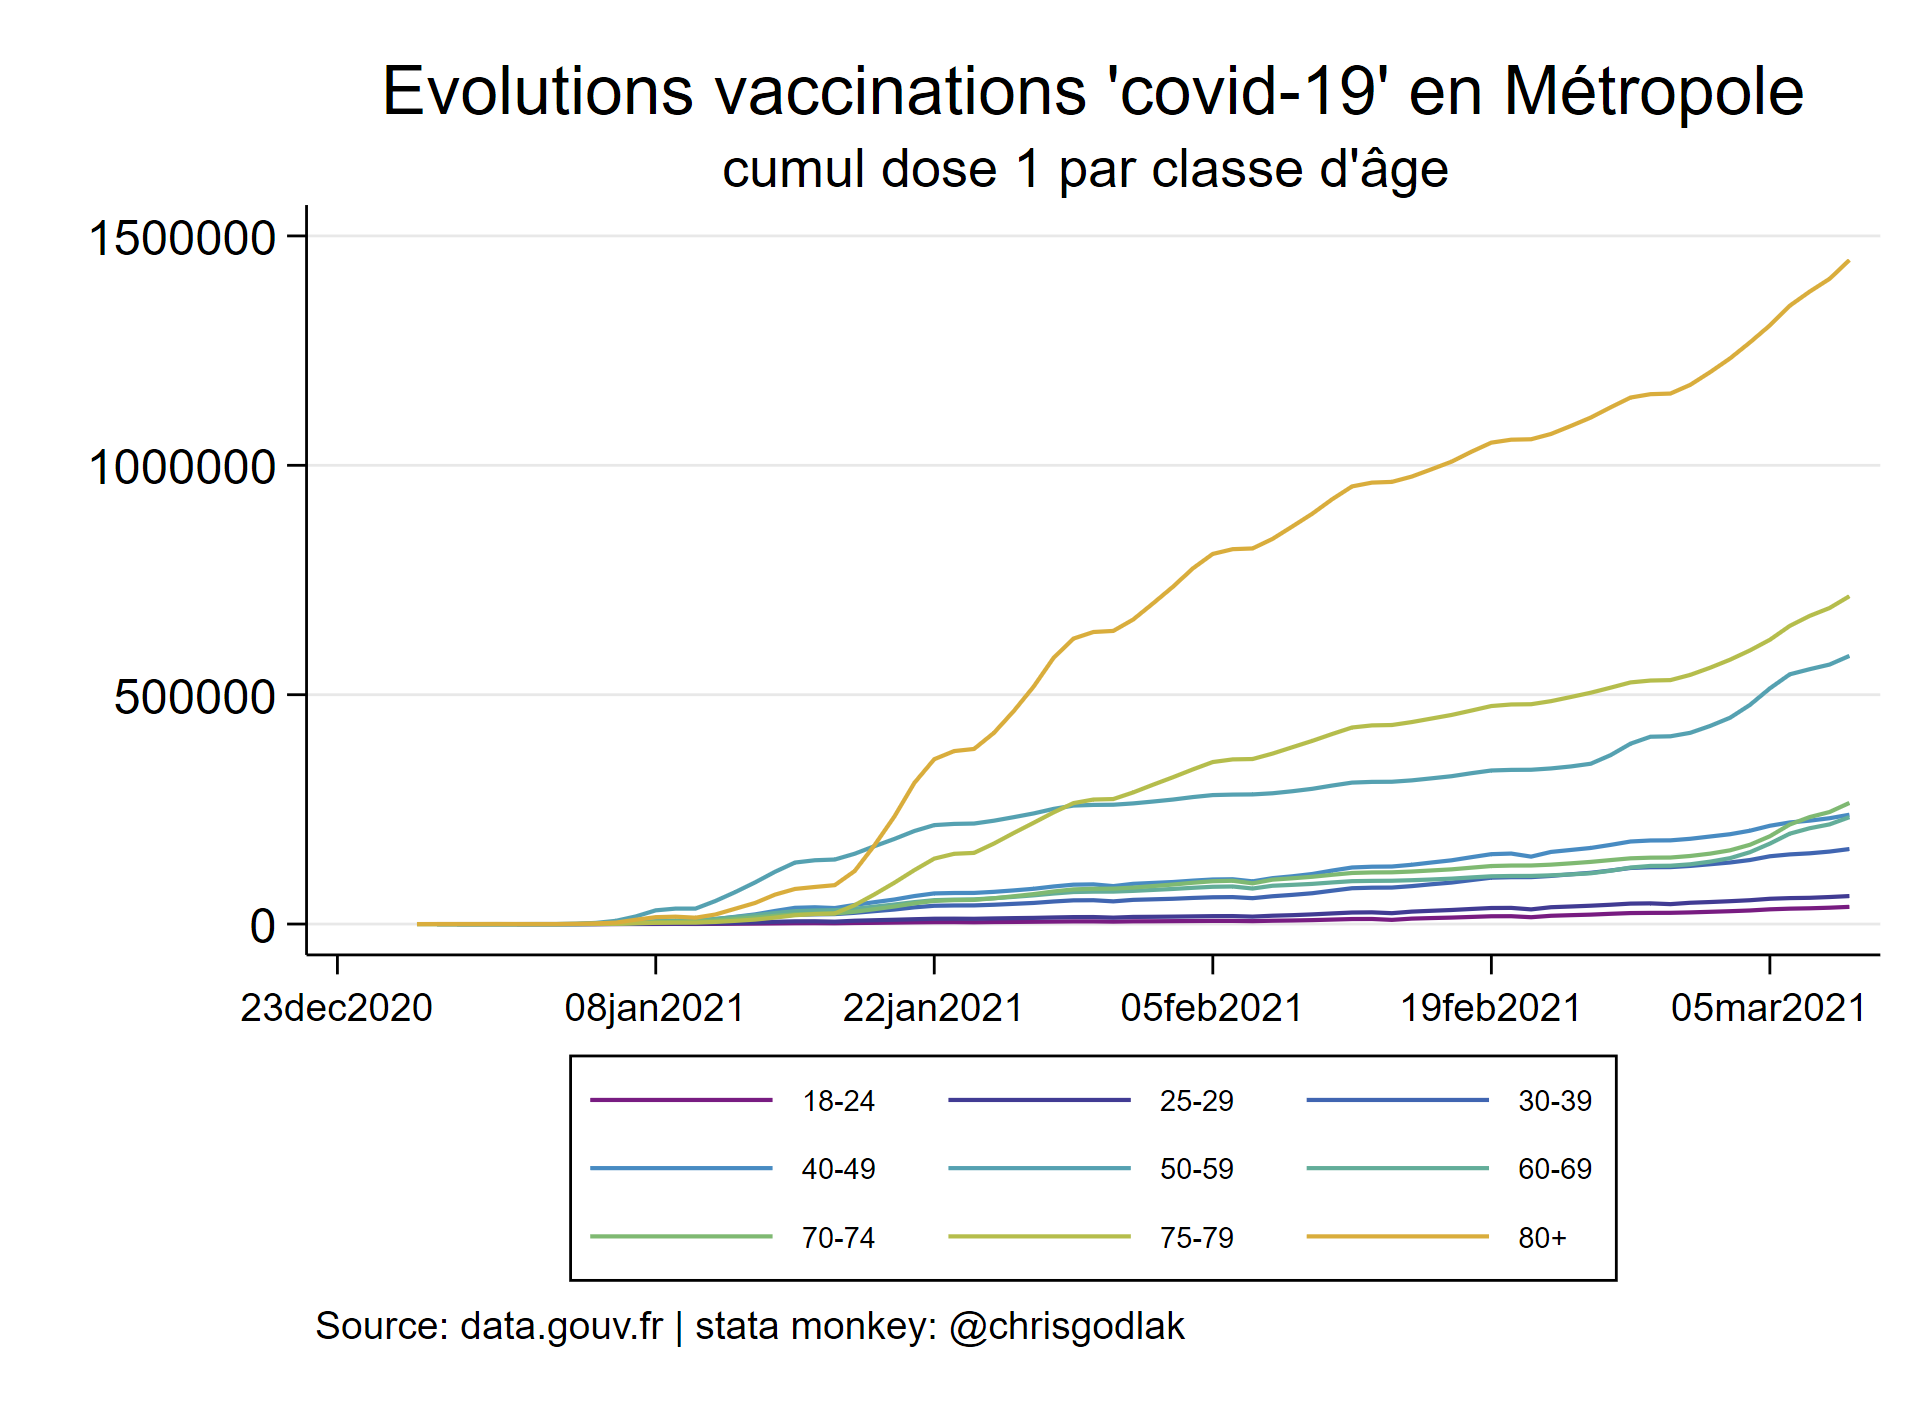 Evolutions vaccinations 'covid-19' en Métropole
cumul dose 1 par classe d'âge
1500000
1000000
500000
0
23dec2020 08jan2021 22jan2021 05feb2021 19feb2021 05mar2021
18-24 25-29 30-39
40-49 50-59 60-69
70-74 75-79 80+
Source: data.gouv.fr | stata monkey: @chrisgodlak